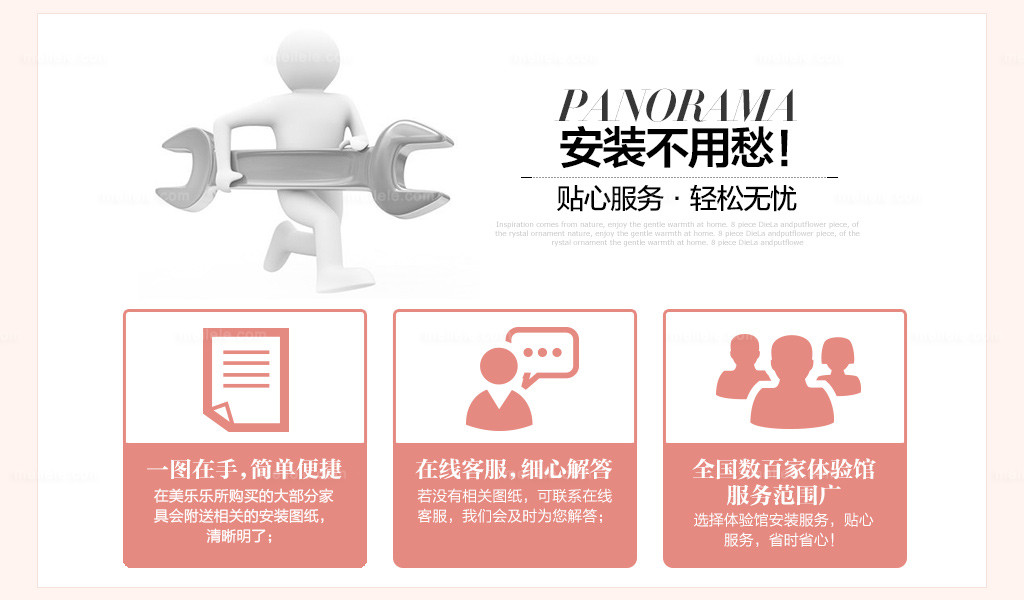 PANORAMA
安装不用愁！
贴心服务 · 轻松无忧
Inspiration comes from nature, enjoy the gentle warmth at home. 8 piece DieLa andputflower piece, of
the rystal ornament nature, enjoy the gentle warmth at home. 8 piece DieLa andputflower piece, of the
rystal ornament the gentle warmth at home. 8 piece DieLa andputflowe
一图在手，简单便捷
在美乐乐所购买的大部分家
具会附送相关的安装图纸，
清晰明了；
在线客服，细心解答
若没有相关图纸，可联系在线
客服，我们会及时为您解答；
全国数百家体验馆
服务范围广
选择体验馆安装服务，贴心
服务，省时省心！